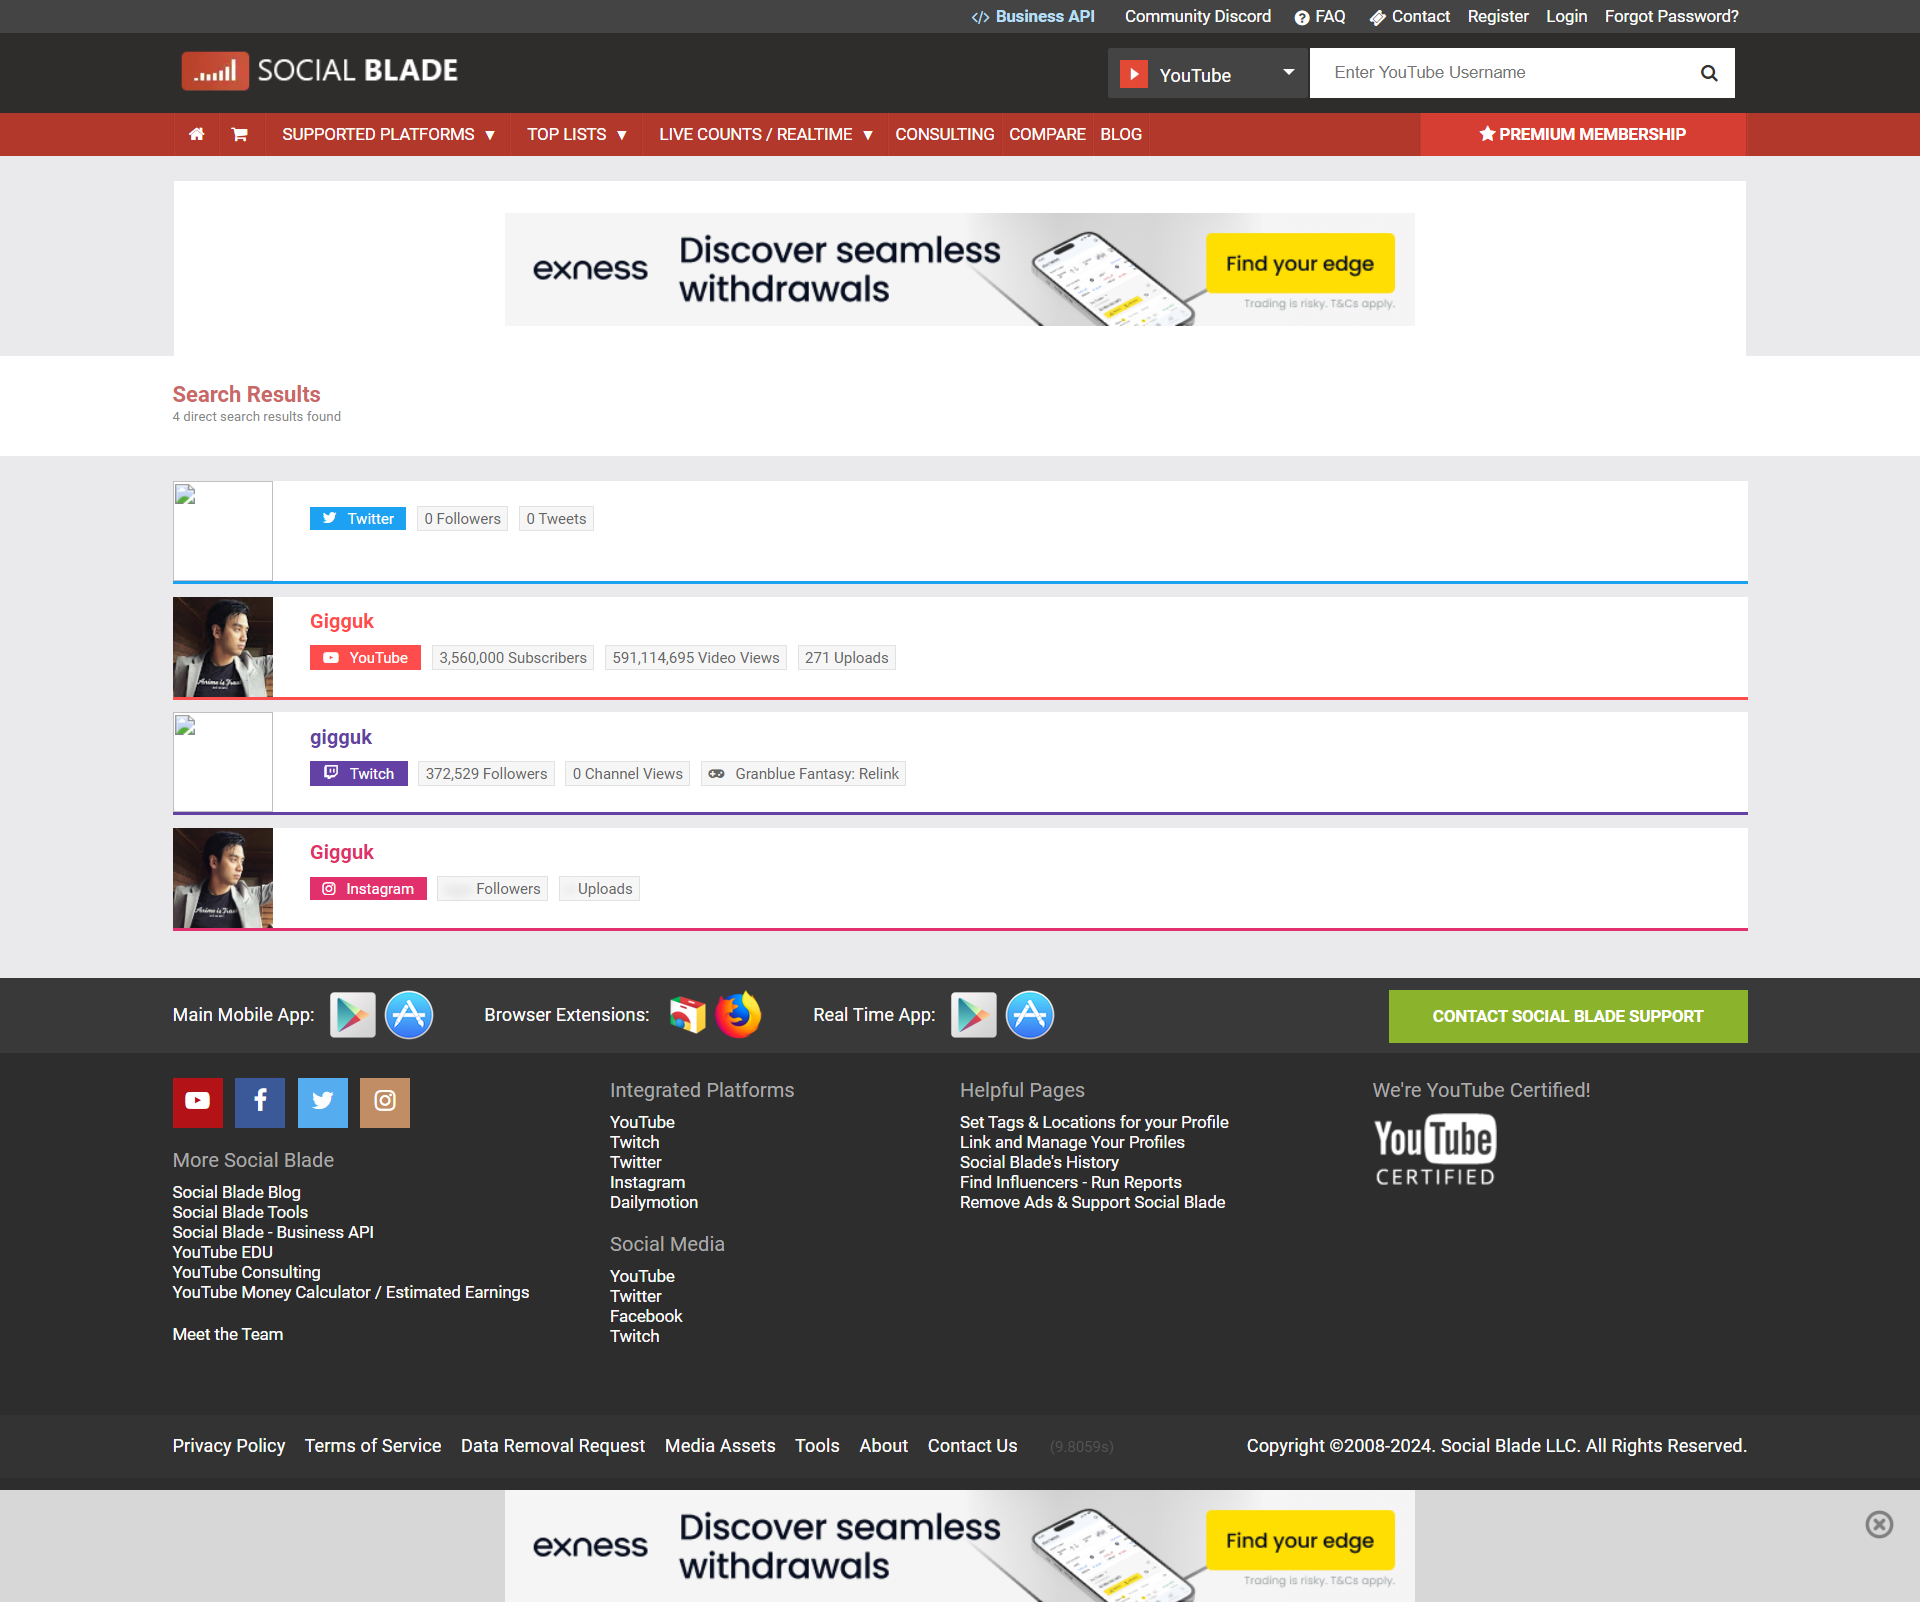 Business API Community Discord FAQ Contact Register Login Forgot Password?
SOCIAL BLADE
YouTube
Enter YouTube Username
SUPPORTED PLATFORMS ▼ TOP LISTS ▼ LIVE COUNTS / REALTIME ▼ CONSULTING COMPARE BLOG
PREMIUM MEMBERSHIP
exness
Discover seamless
withdrawals
Find your edge
Trading is risky. T&Cs apply.
Search Results
4 direct search results found
Twitter 0 Followers 0 Tweets
Gigguk
YouTube 3,560,000 Subscribers 591,114,695 Video Views 271 Uploads
gigguk
Twitch 372,529 Followers 0 Channel Views Granblue Fantasy: Relink
Gigguk
Instagram Followers Uploads
Main Mobile App: Browser Extensions: Real Time App:
CONTACT SOCIAL BLADE SUPPORT
More Social Blade
Social Blade Blog
Social Blade Tools
Social Blade - Business API
YouTube EDU
YouTube Consulting
YouTube Money Calculator / Estimated Earnings
Meet the Team
Integrated Platforms
YouTube
Twitch
Twitter
Instagram
Dailymotion
Social Media
YouTube
Twitter
Facebook
Twitch
Helpful Pages
Set Tags & Locations for your Profile
Link and Manage Your Profiles
Social Blade's History
Find Influencers - Run Reports
Remove Ads & Support Social Blade
We're YouTube Certified!
YouTube
CERTIFIED
Privacy Policy Terms of Service Data Removal Request Media Assets Tools About Contact Us (9.8059s)
Copyright ©2008-2024. Social Blade LLC. All Rights Reserved.
exness
Discover seamless
withdrawals
Find your edge
Trading is risky. T&Cs apply.